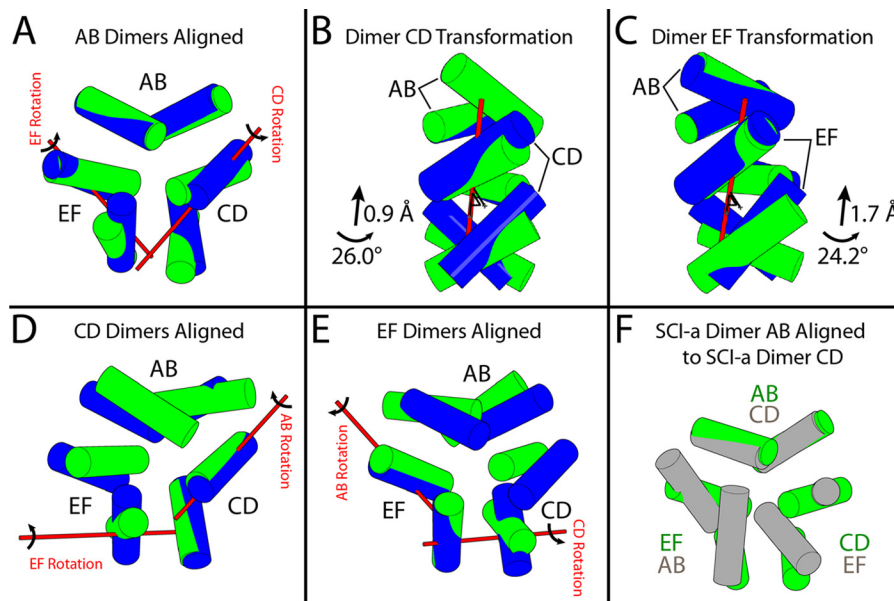 A
AB Dimers Aligned
AB
EF Rotation
CD Rotation
EF
CD
B
Dimer CD Transformation
AB
CD
0.9 Å
26.0°
C
Dimer EF Transformation
AB
EF
1.7 Å
24.2°
D
CD Dimers Aligned
AB
AB Rotation
EF
CD
EF Rotation
E
EF Dimers Aligned
AB
AB Rotation
EF
CD
CD Rotation
F
SCI-a Dimer AB Aligned
to SCI-a Dimer CD
AB
CD
EF
AB
CD
EF